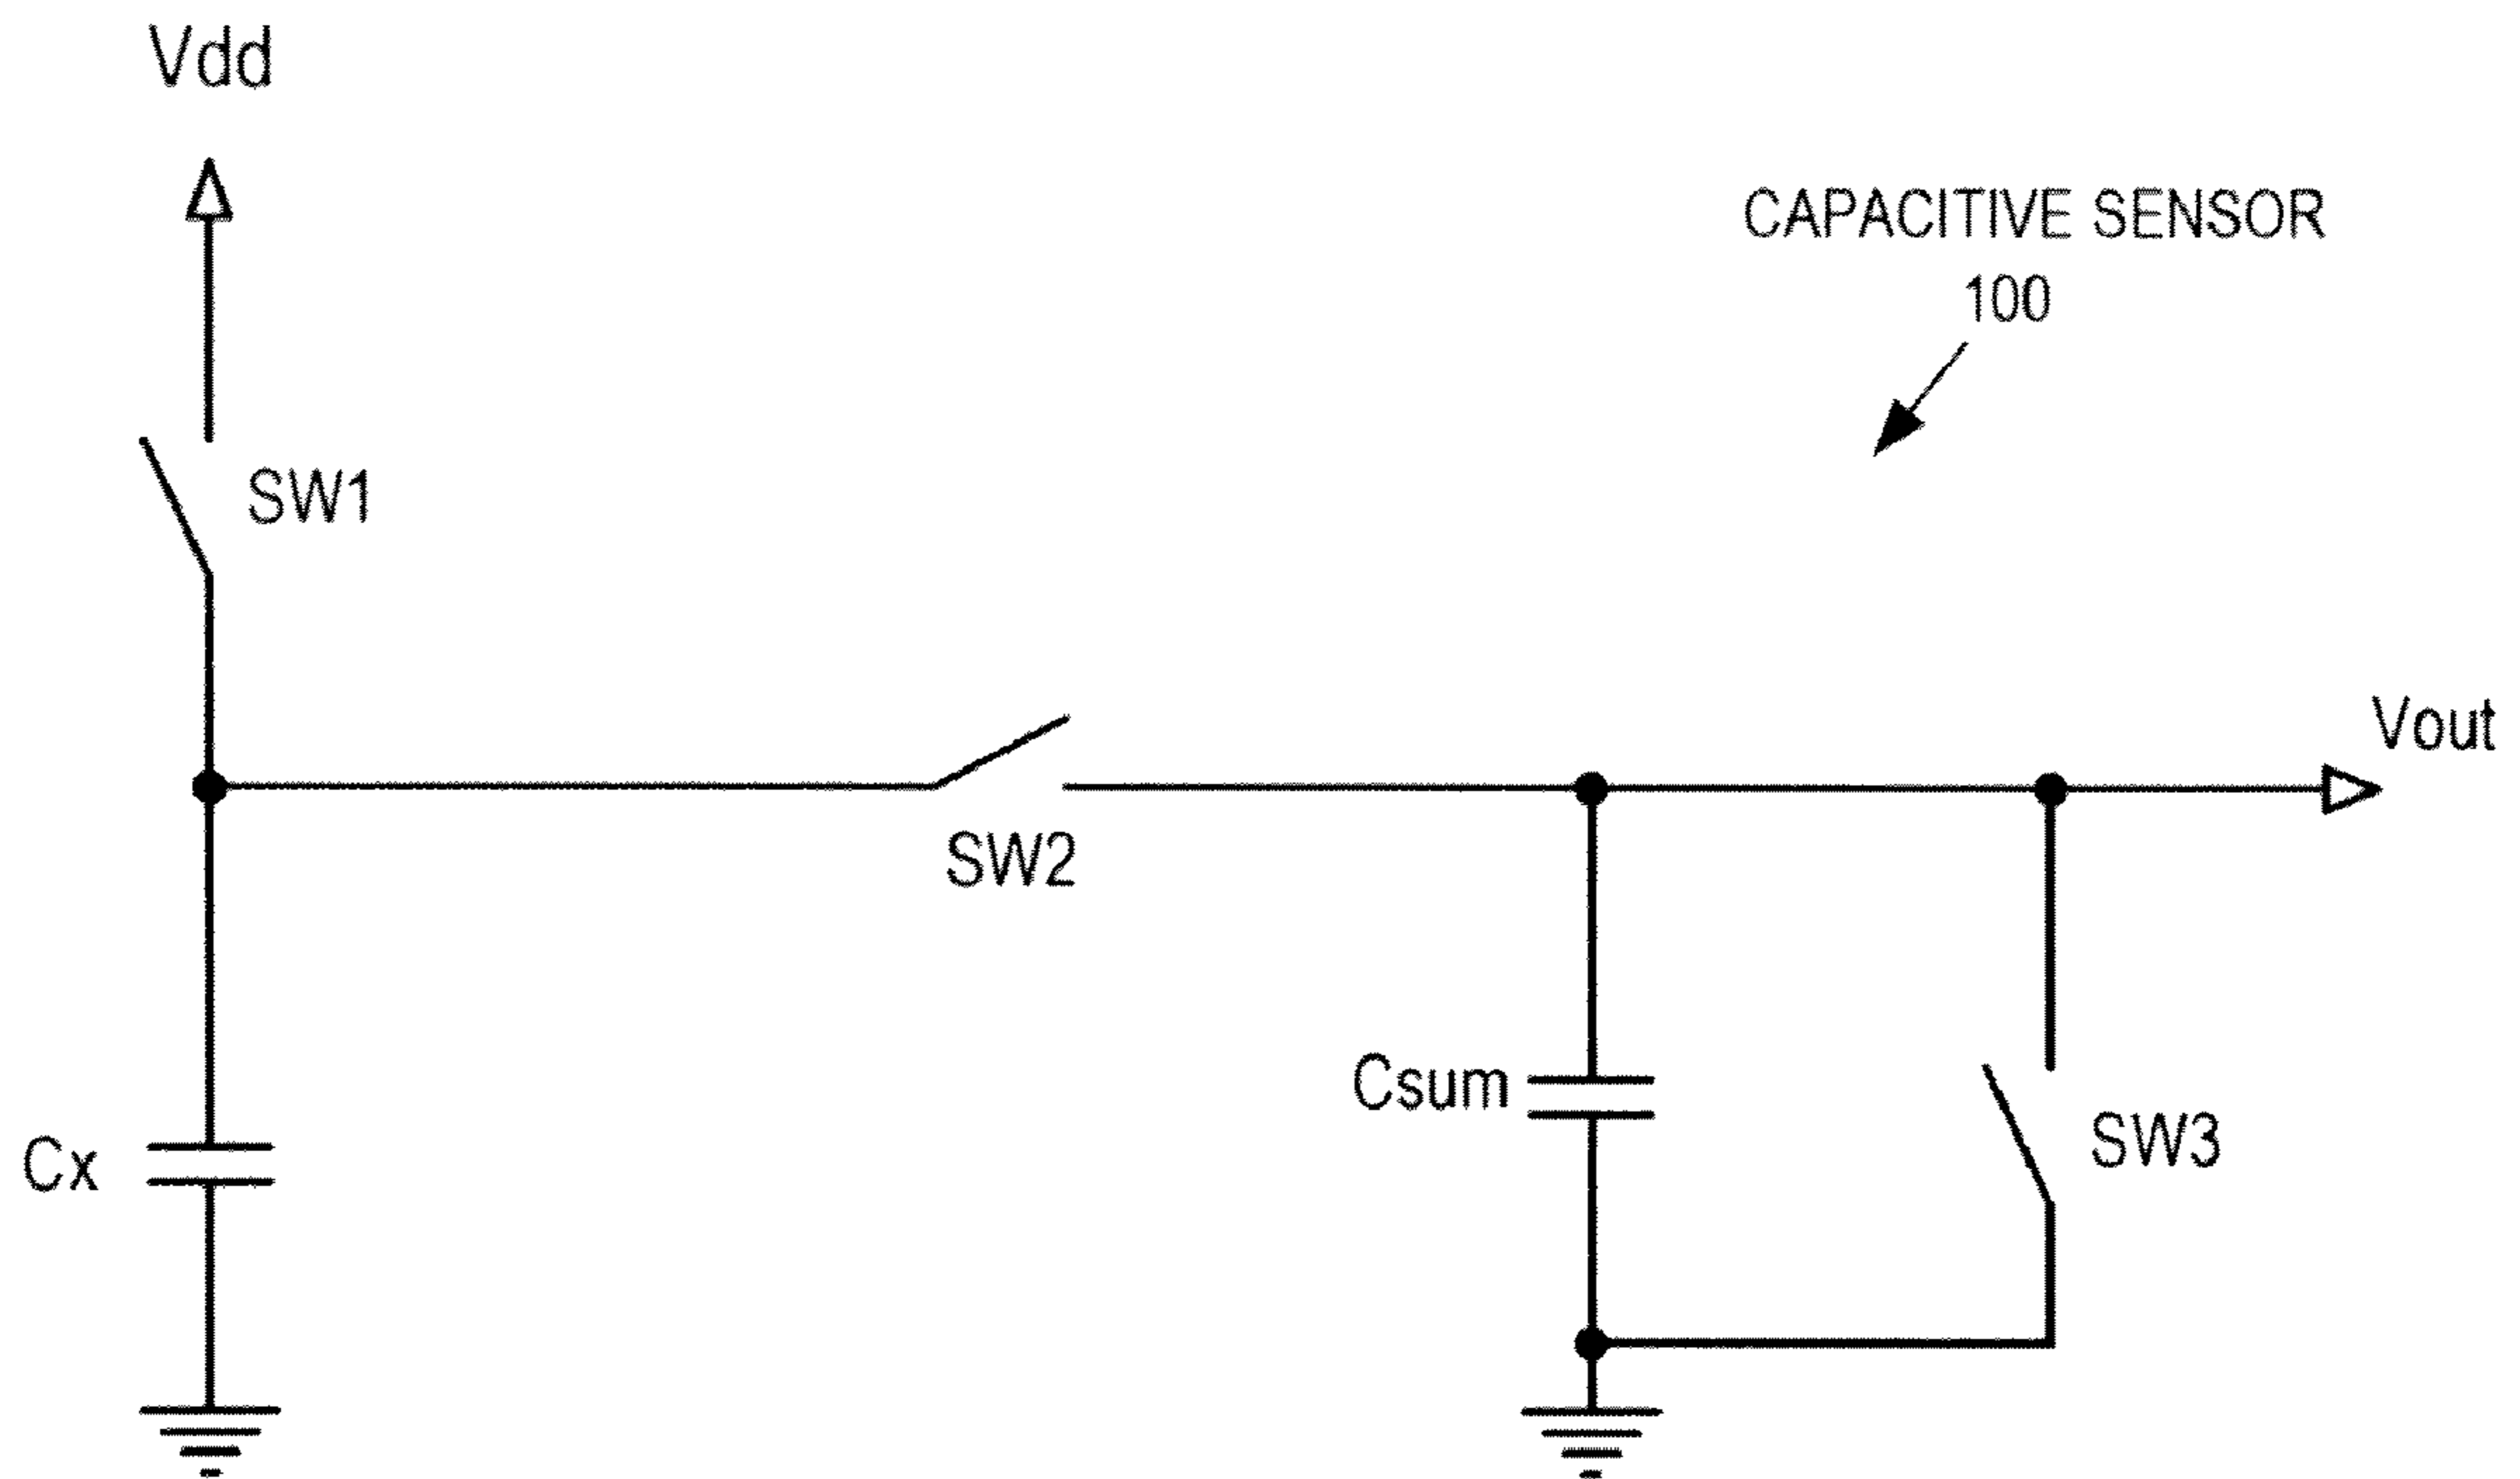 Vdd
CAPACITIVE SENSOR
100
SW1
Vout
SW2
Csum
SW3
Cx